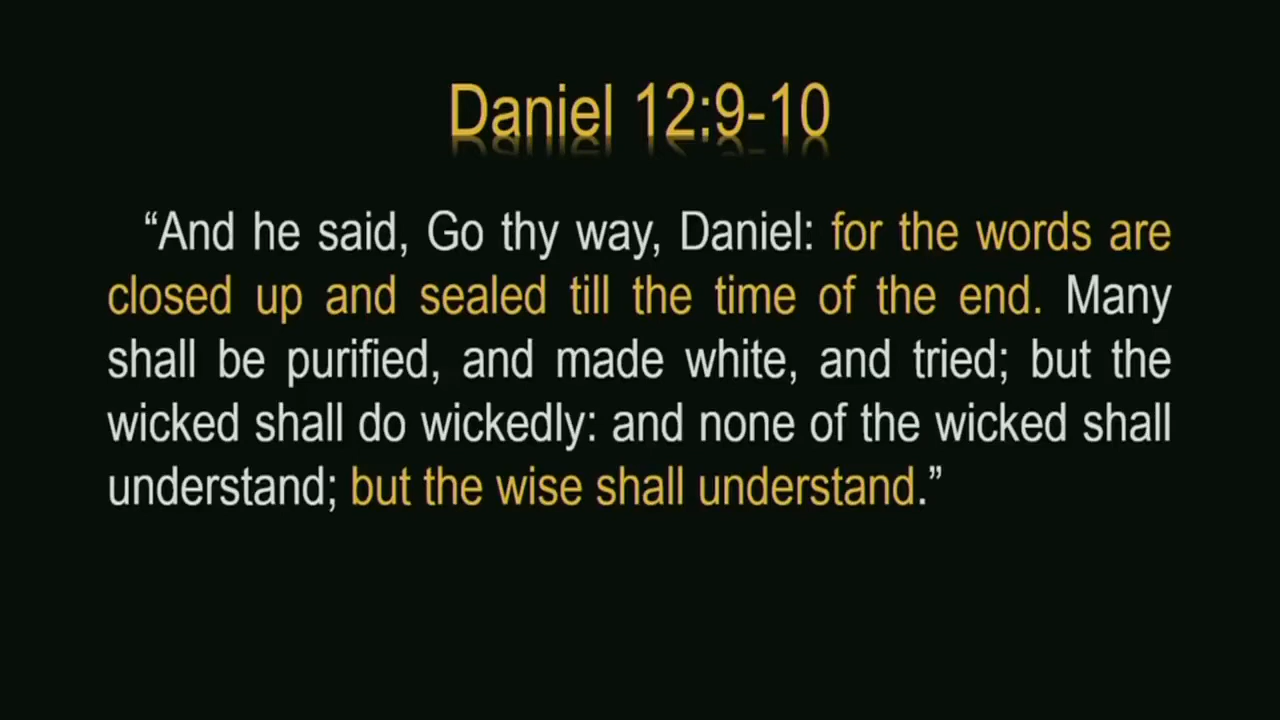 Daniel 12:9-10
“And he said, Go thy way, Daniel: for the words are
closed up and sealed till the time of the end. Many
shall be purified, and made white, and tried; but the
wicked shall do wickedly: and none of the wicked shall
understand; but the wise shall understand.”